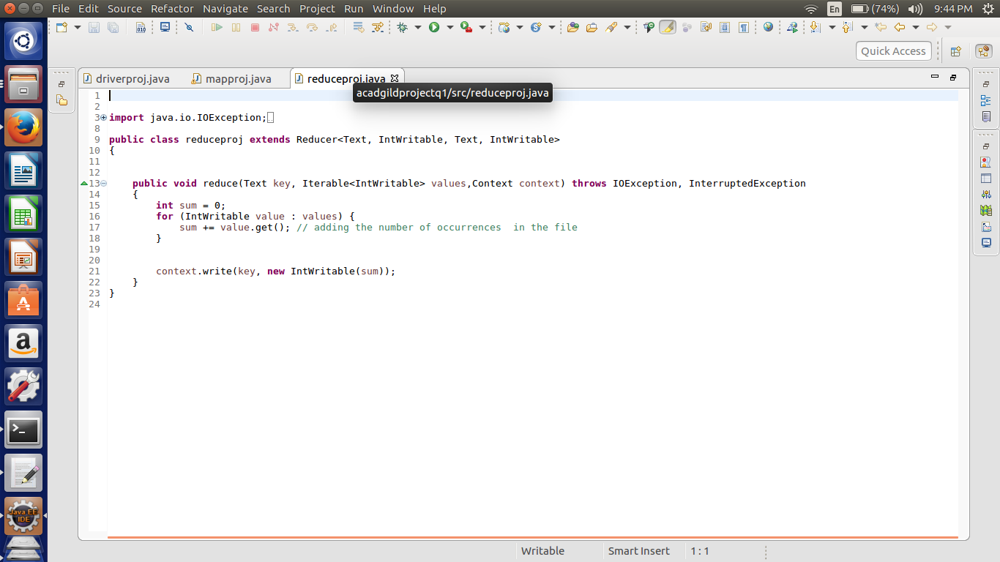 File Edit Source Refactor Navigate Search Project Run Window Help
En (74%) 9:44 PM
010
Quick Access
driverproj.java mapproj.java reduceproj.java
acadgildprojectq1/src/reduceproj.java
1
2
3 import java.io.IOException;
8
9 public class reduceproj extends Reducer<Text, IntWritable, Text, IntWritable>
10 {
11
12
13 public void reduce(Text key, Iterable<IntWritable> values,Context context) throws IOException, InterruptedException
14 {
15 int sum = 0;
16 for (IntWritable value : values) {
17 sum += value.get(); // adding the number of occurrences  in the file
18 }
19
20
21 context.write(key, new IntWritable(sum));
22 }
23 }
24
a
Java EE
IDE
Writable Smart Insert 1 : 1